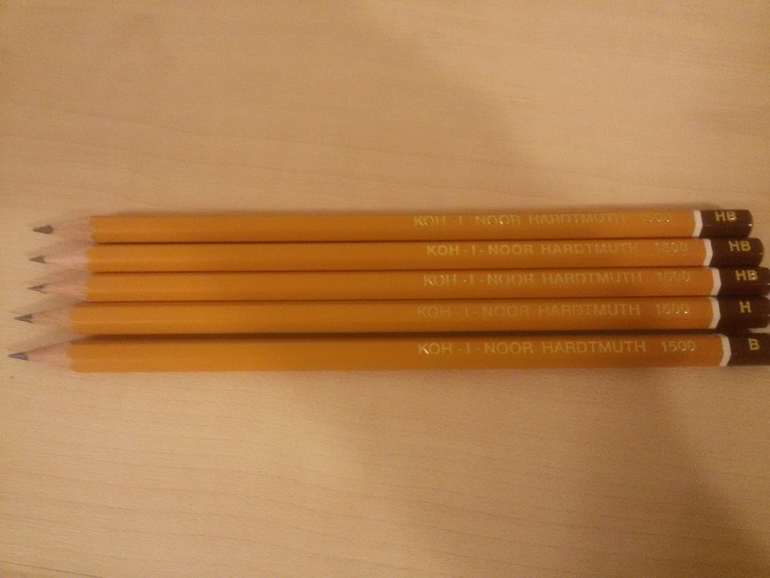 KOH-I-NOOR HARDTMUTH 1500 HB
KOH-I-NOOR HARDTMUTH 1500 HB
KOH-I-NOOR HARDTMUTH 1500 HB
KOH-I-NOOR HARDTMUTH 1500 H
KOH-I-NOOR HARDTMUTH 1500 B